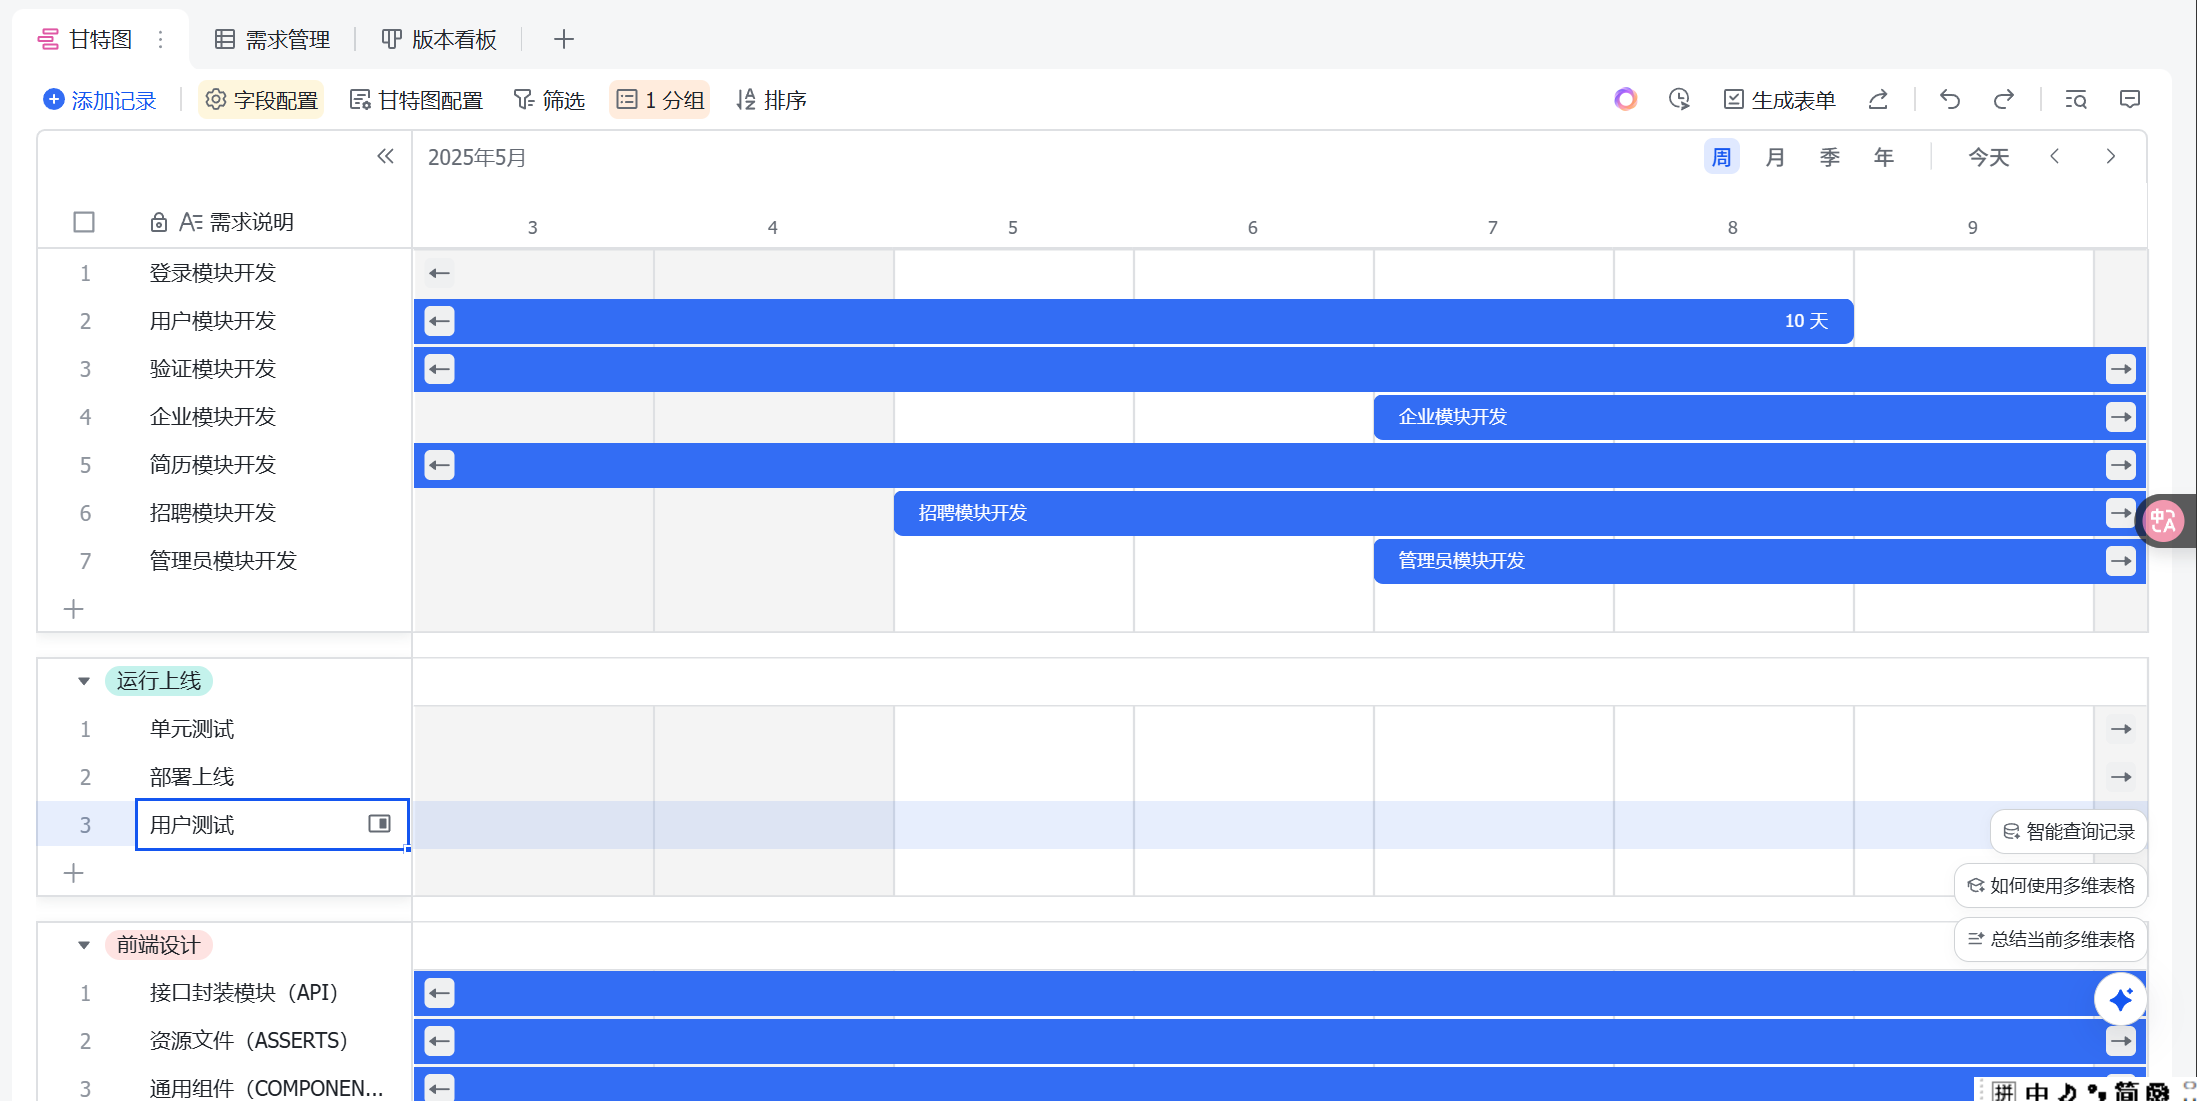 甘特图
需求管理
版本看板
添加记录
字段配置
甘特图配置
筛选
1 分组
排序
生成表单
2025年5月
周
月
季
年
今天
需求说明
3
4
5
6
7
8
9
1 登录模块开发
2 用户模块开发
10 天
3 验证模块开发
4 企业模块开发
企业模块开发
5 简历模块开发
6 招聘模块开发
招聘模块开发
7 管理员模块开发
管理员模块开发
运行上线
1 单元测试
2 部署上线
3 用户测试
智能查询记录
如何使用多维表格
总结当前多维表格
前端设计
1 接口封装模块（API）
2 资源文件（ASSERTS）
3 通用组件（COMPONEN...
拼 中 简